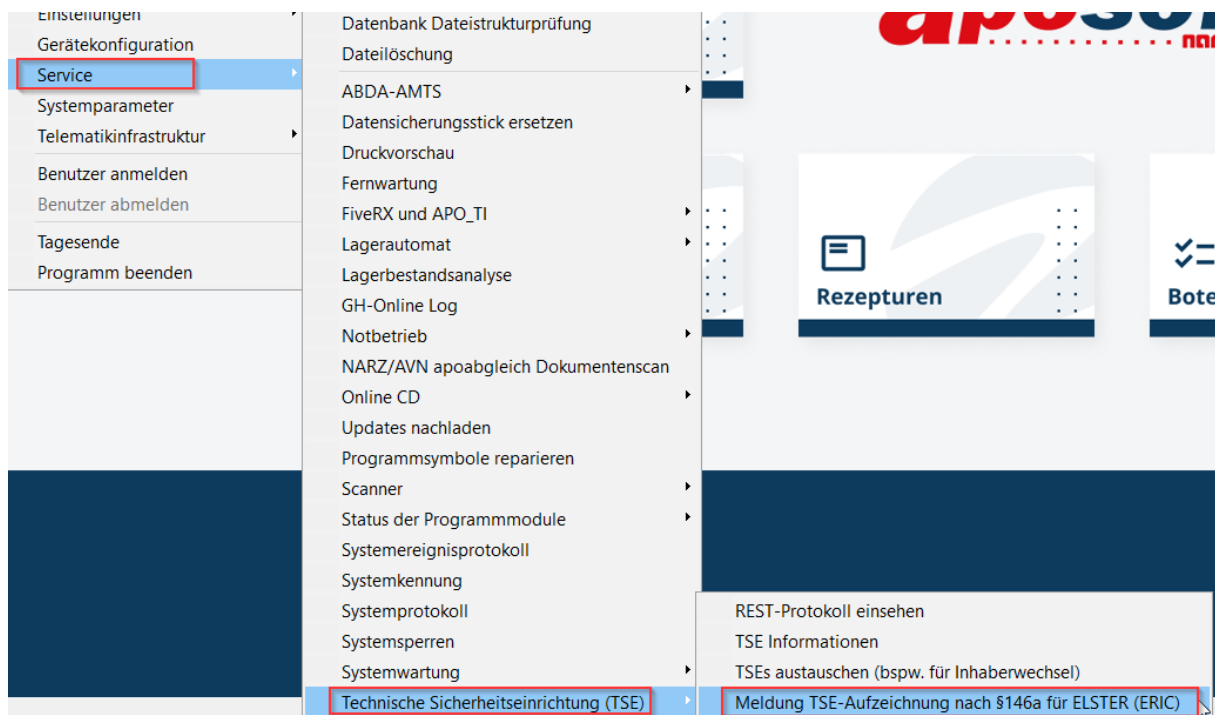 Einstellungen
Gerätekonfiguration
Service
Systemparameter
Telematikinfrastruktur
Benutzer anmelden
Benutzer abmelden
Tagesende
Programm beenden
Datenbank Dateistrukturprüfung
Dateilöschung
ABDA-AMTS
Datensicherungsstick ersetzen
Druckvorschau
Fernwartung
FiveRX und APO_TI
Lagerautomat
Lagerbestandsanalyse
GH-Online Log
Notbetrieb
NARZ/AVN apoabgleich Dokumentenscan
Online CD
Updates nachladen
Programmsymbole reparieren
Scanner
Status der Programmmodule
Systemereignisprotokoll
Systemkennung
Systemprotokoll
Systemsperren
Systemwartung
Technische Sicherheitseinrichtung (TSE)
REST-Protokoll einsehen
TSE Informationen
TSEs austauschen (bspw. für Inhaberwechsel)
Meldung TSE-Aufzeichnung nach §146a für ELSTER (ERIC)
Rezepturen
Bote